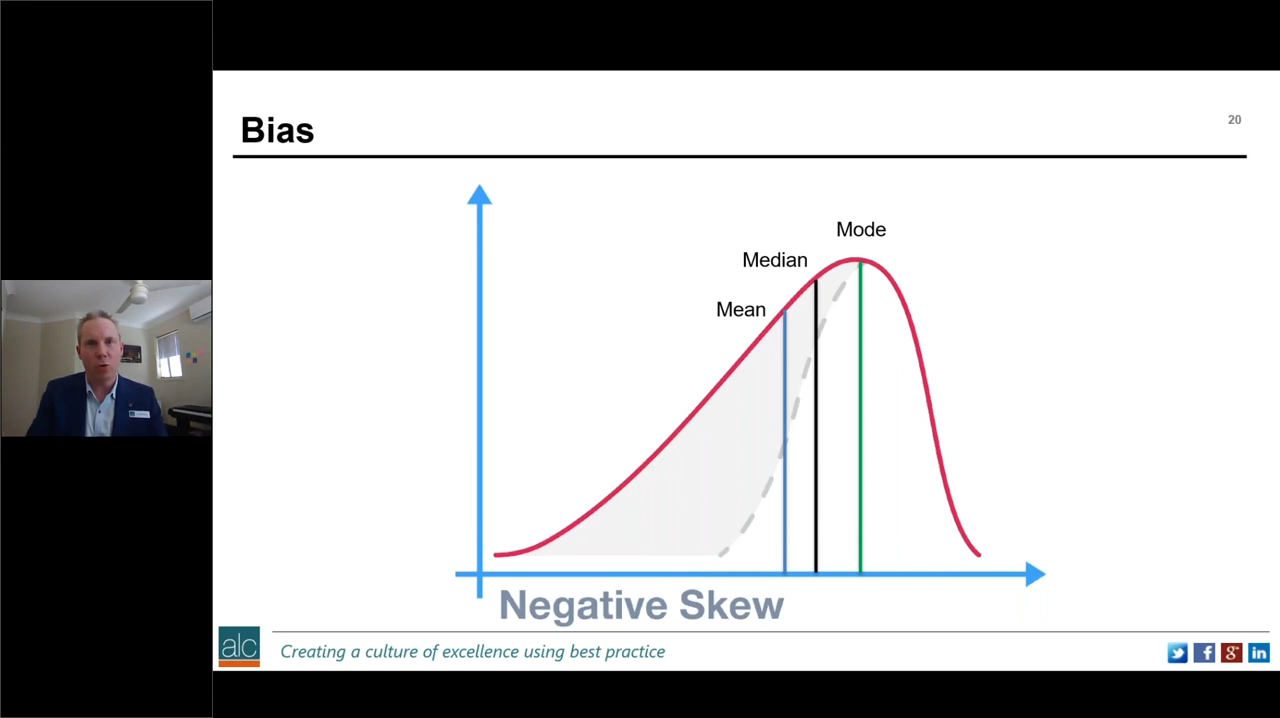 Bias
20
Mode
Median
Mean
Negative Skew
alc
Creating a culture of excellence using best practice